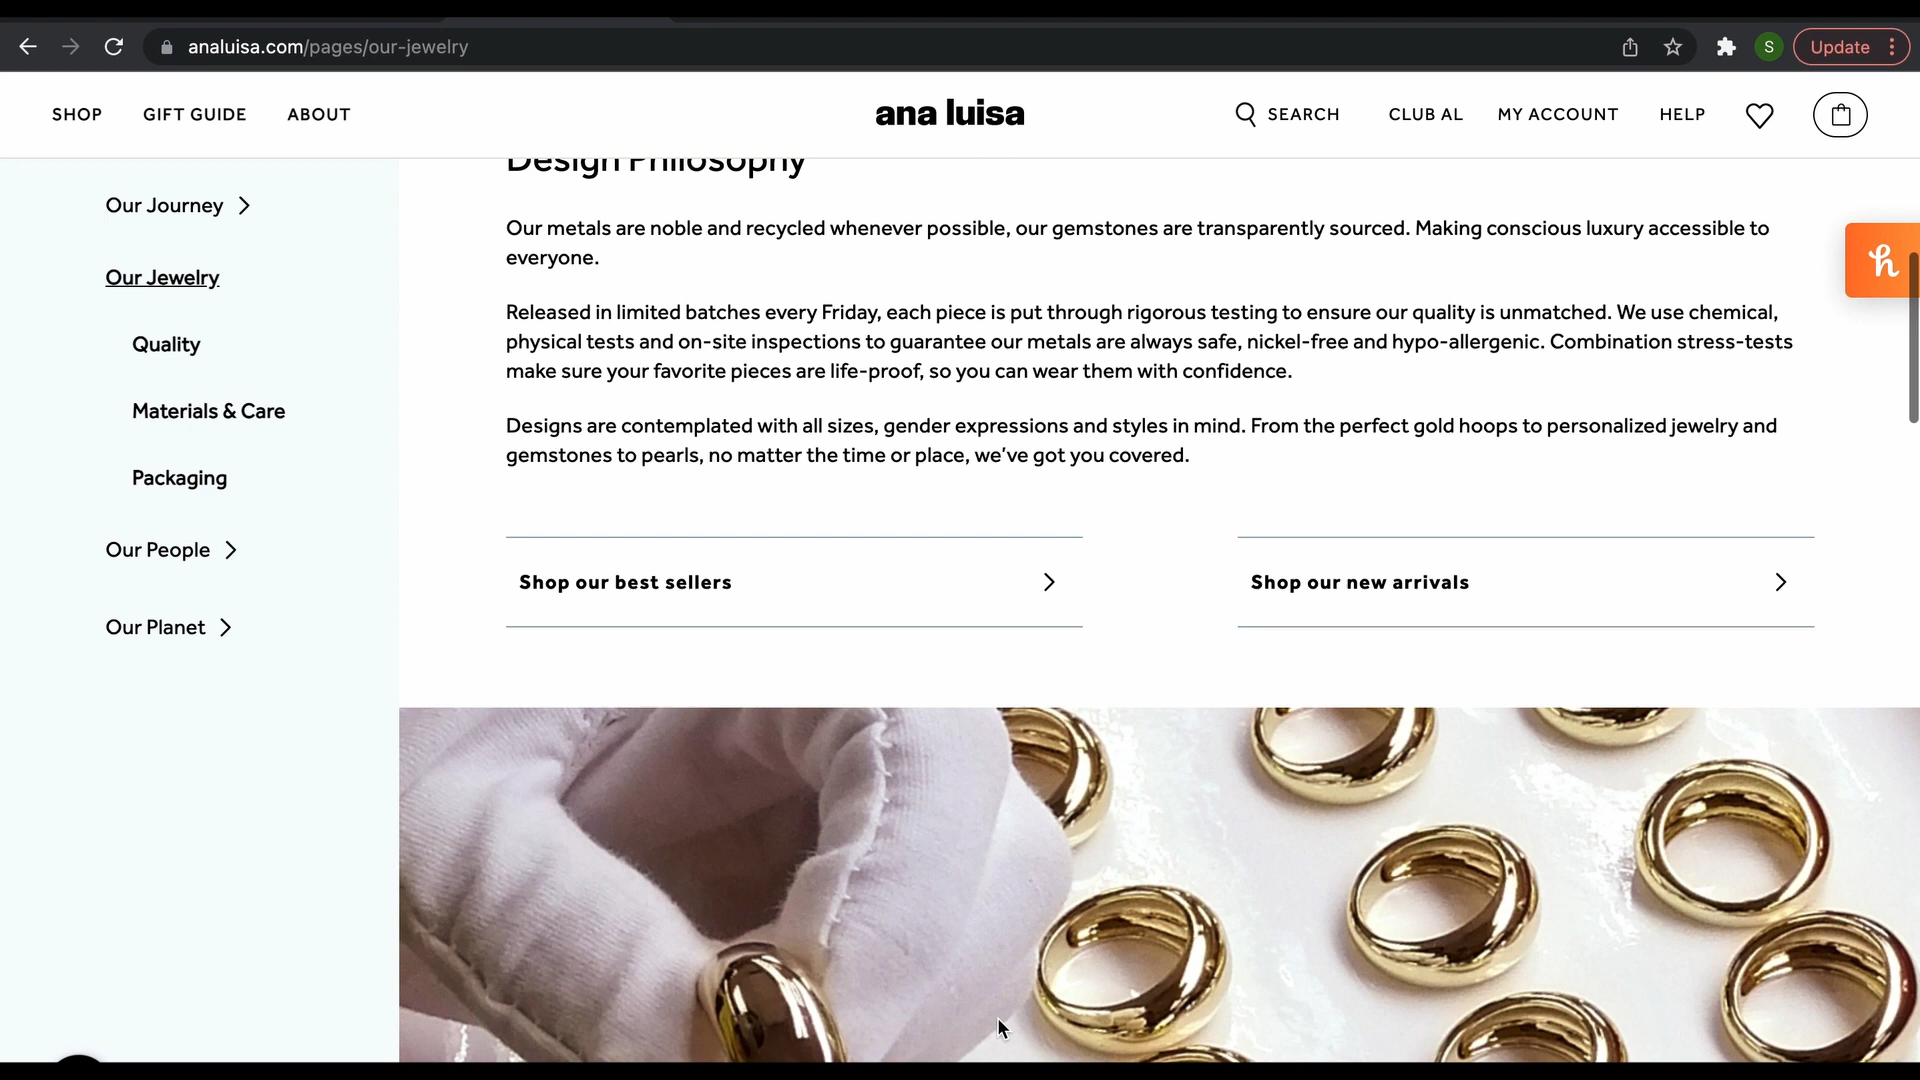 analuisa.com/pages/our-jewelry
S
Update
SHOP GIFT GUIDE ABOUT
ana luisa
SEARCH CLUB AL MY ACCOUNT HELP
Our Journey
Our Jewelry
Quality
Materials & Care
Packaging
Our People
Our Planet
Design Philosophy
Our metals are noble and recycled whenever possible, our gemstones are transparently sourced. Making conscious luxury accessible to
everyone.
Released in limited batches every Friday, each piece is put through rigorous testing to ensure our quality is unmatched. We use chemical,
physical tests and on-site inspections to guarantee our metals are always safe, nickel-free and hypo-allergenic. Combination stress-tests
make sure your favorite pieces are life-proof, so you can wear them with confidence.
Designs are contemplated with all sizes, gender expressions and styles in mind. From the perfect gold hoops to personalized jewelry and
gemstones to pearls, no matter the time or place, we've got you covered.
Shop our best sellers
Shop our new arrivals
h